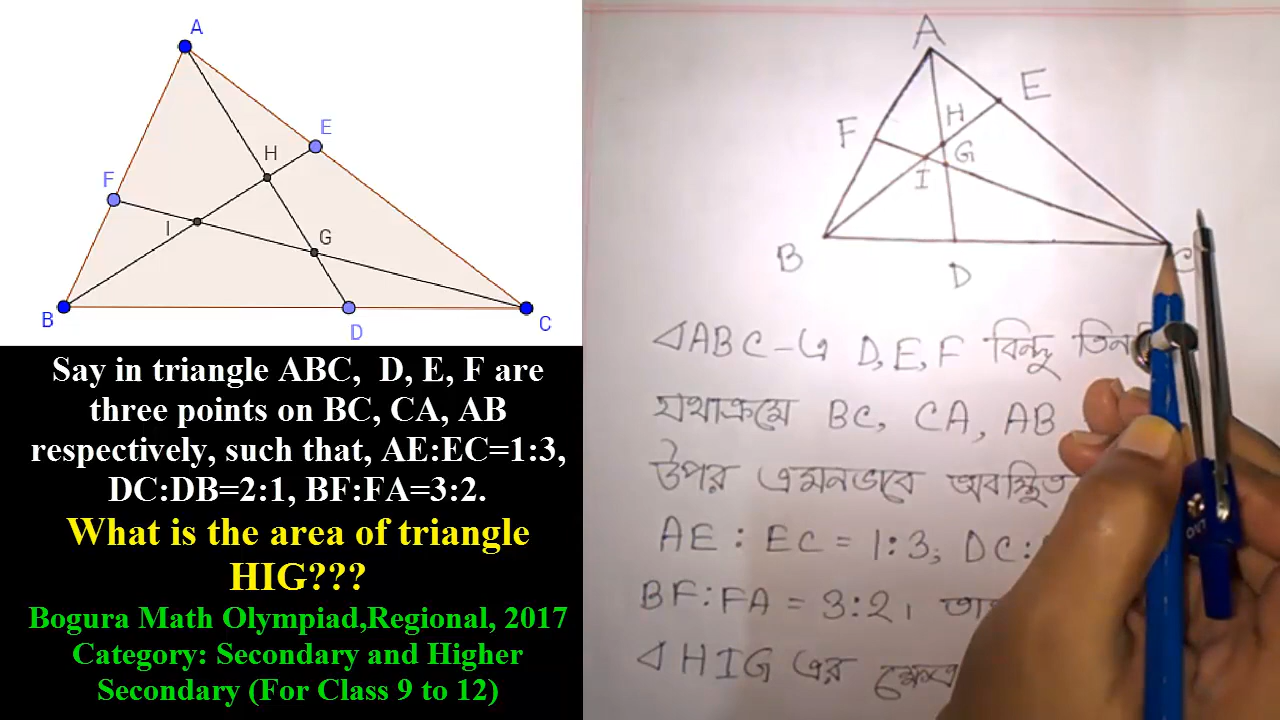 A
E
H
F
G
I
B
D
C
Say in triangle ABC, D, E, F are
three points on BC, CA, AB
respectively, such that, AE:EC=1:3,
DC:DB=2:1, BF:FA=3:2.
What is the area of triangle
HIG???
Bogura Math Olympiad,Regional, 2017
Category: Secondary and Higher
Secondary (For Class 9 to 12)
A
E
H
F
G
I
B
D
C
ABC-এ D, E, F বিন্দু
যথাক্রমে BC, CA, AB
উপর এমনভাবে অবস্থিত
AE : EC = 1:3, DC:
BF:FA = 3:2,
HIG এর